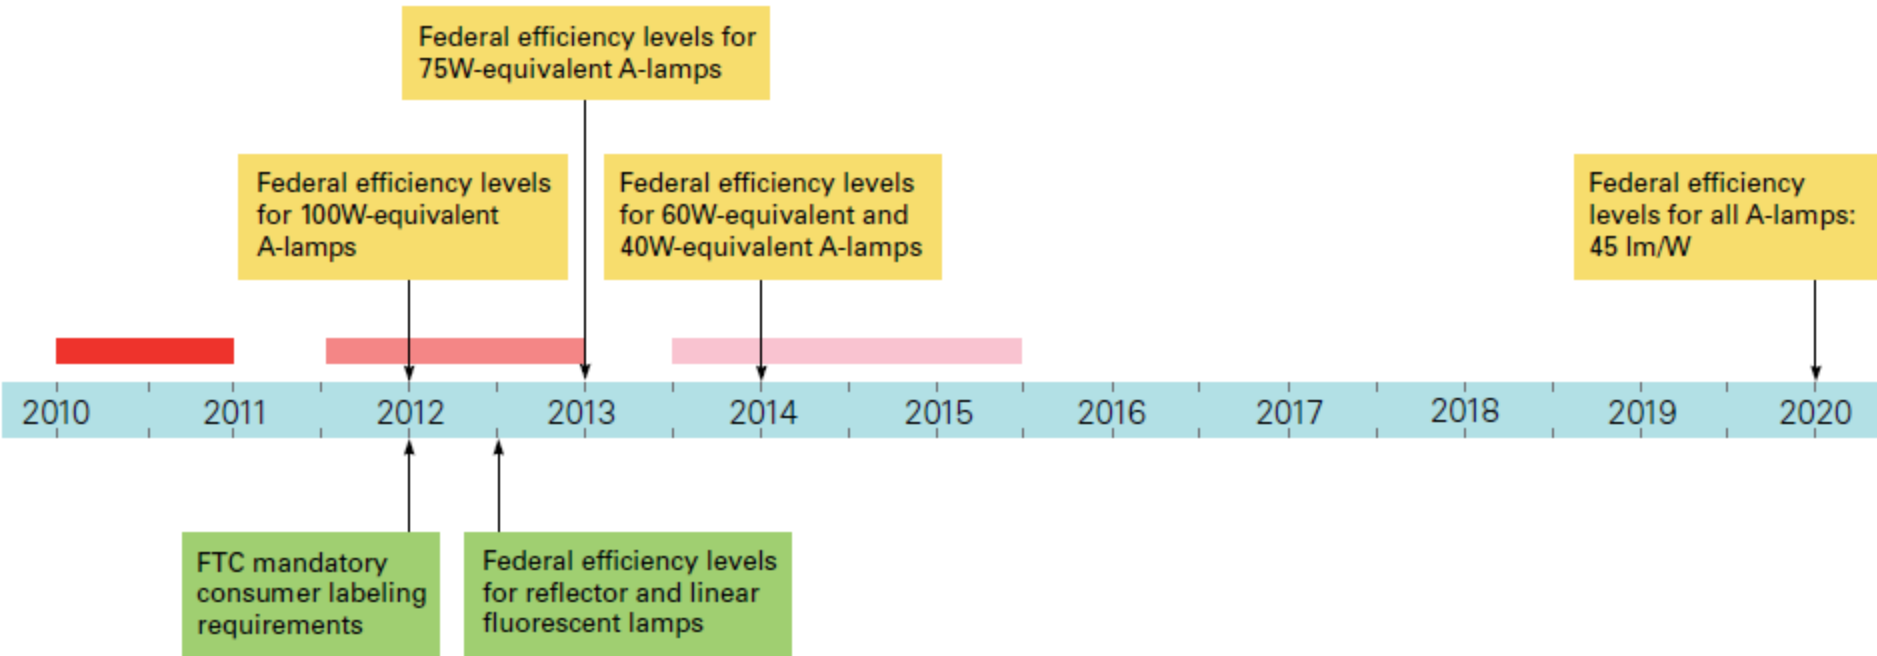 Federal efficiency levels for
75W-equivalent A-lamps
Federal efficiency levels
for 100W-equivalent
A-lamps
Federal efficiency levels
for 60W-equivalent and
40W-equivalent A-lamps
Federal efficiency
levels for all A-lamps:
45 lm/W
2010 2011 2012 2013 2014 2015 2016 2017 2018 2019 2020
FTC mandatory
consumer labeling
requirements
Federal efficiency levels
for reflector and linear
fluorescent lamps